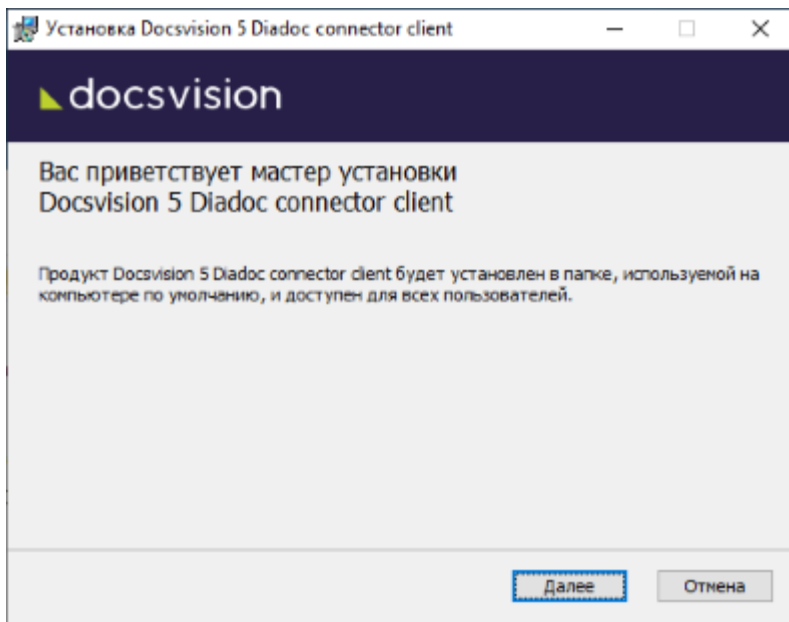 Установка Docsvision 5 Diadoc connector client
docsvision
Вас приветствует мастер установки
Docsvision 5 Diadoc connector client
Продукт Docsvision 5 Diadoc connector client будет установлен в папке, используемой на
компьютере по умолчанию, и доступен для всех пользователей.
Далее
Отмена